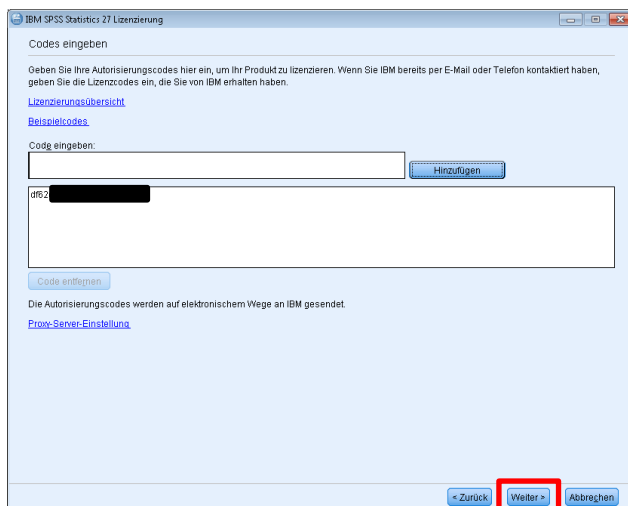 IBM SPSS Statistics 27 Lizenzierung
Codes eingeben
Geben Sie Ihre Autorisierungscodes hier ein, um Ihr Produkt zu lizenzieren. Wenn Sie IBM bereits per E-Mail oder Telefon kontaktiert haben,
geben Sie die Lizenzcodes ein, die Sie von IBM erhalten haben.
Lizenzierungsübersicht
Beispielcodes
Code eingeben:
Hinzufügen
df62
Code entfernen
Die Autorisierungscodes werden auf elektronischem Wege an IBM gesendet.
Proxy-Server-Einstellung
< Zurück Weiter > Abbrechen